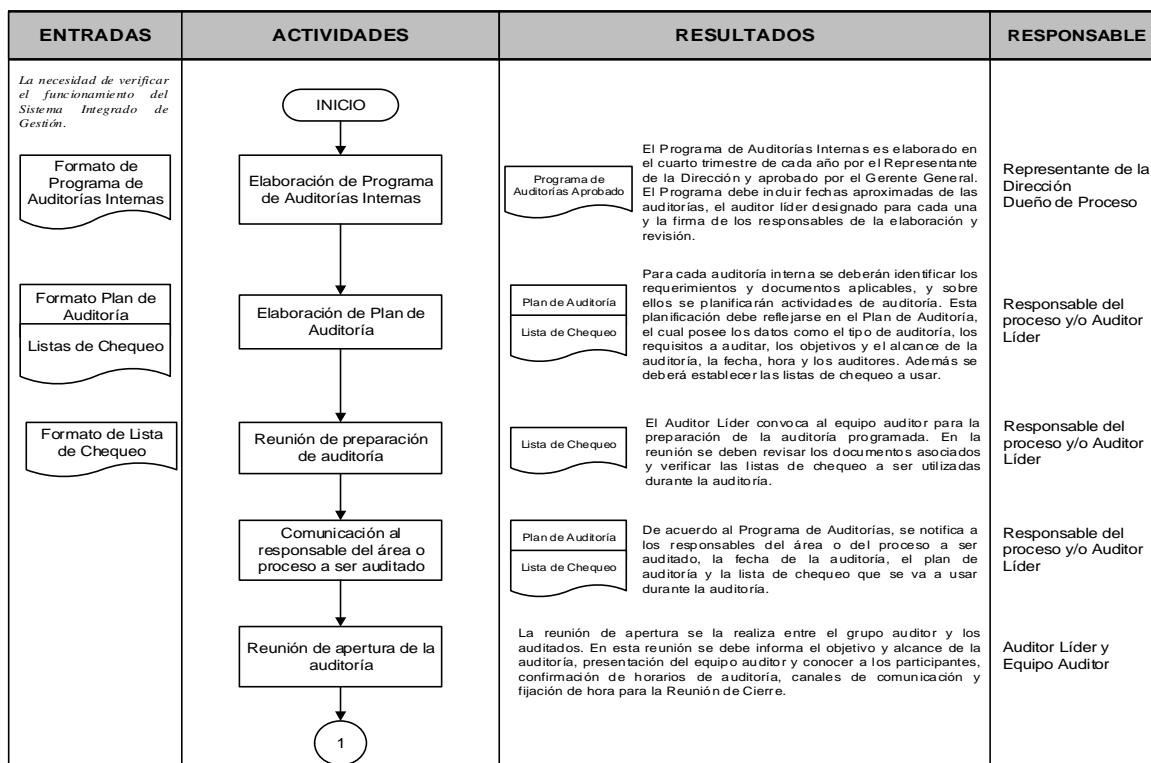 ENTRADAS
ACTIVIDADES
RESULTADOS
RESPONSABLE
La necesidad de verificar
el funcionamiento del
Sistema Integrado de
Gestión.
INICIO
Formato de
Programa de
Auditorías Internas
Elaboración de Programa
de Auditorías Internas
Programa de
Auditorías Aprobado
El Programa de Auditorías Internas es elaborado en
el cuarto trimestre de cada año por el Representante
de la Dirección y aprobado por el Gerente General.
El Programa debe incluir fechas aproximadas de las
auditorías, el auditor líder designado para cada una
y la firma de los responsables de la elaboración y
revisión.
Representante de la
Dirección
Dueño de Proceso
Formato Plan de
Auditoría
Listas de Chequeo
Elaboración de Plan de
Auditoría
Plan de Auditoría
Lista de Chequeo
Para cada auditoría interna se deberán identificar los
requerimientos y documentos aplicables, y sobre
ellos se planificarán actividades de auditoría. Esta
planificación debe reflejarse en el Plan de Auditoría,
el cual posee los datos como el tipo de auditoría, los
requisitos a auditar, los objetivos y el alcance de la
auditoría, la fecha, hora y los auditores. Además se
deberá establecer las listas de chequeo a usar.
Responsable del
proceso y/o Auditor
Líder
Formato de Lista
de Chequeo
Reunión de preparación
de auditoría
Lista de Chequeo
El Auditor Líder convoca al equipo auditor para la
preparación de la auditoría programada. En la
reunión se deben revisar los documentos asociados
y verificar las listas de chequeo a ser utilizadas
durante la auditoría.
Responsable del
proceso y/o Auditor
Líder
Comunicación al
responsable del área o
proceso a ser auditado
Plan de Auditoría
Lista de Chequeo
De acuerdo al Programa de Auditorías, se notifica a
los responsables del área o del proceso a ser
auditado, la fecha de la auditoría, el plan de
auditoría y la lista de chequeo que se va a usar
durante la auditoría.
Responsable del
proceso y/o Auditor
Líder
Reunión de apertura de la
auditoría
La reunión de apertura se la realiza entre el grupo auditor y los
auditados. En esta reunión se debe informa el objetivo y alcance de la
auditoría, presentación del equipo auditor y conocer a los participantes,
confirmación de horarios de auditoría, canales de comunicación y
fijación de hora para la Reunión de Cierre.
Auditor Líder y
Equipo Auditor
1